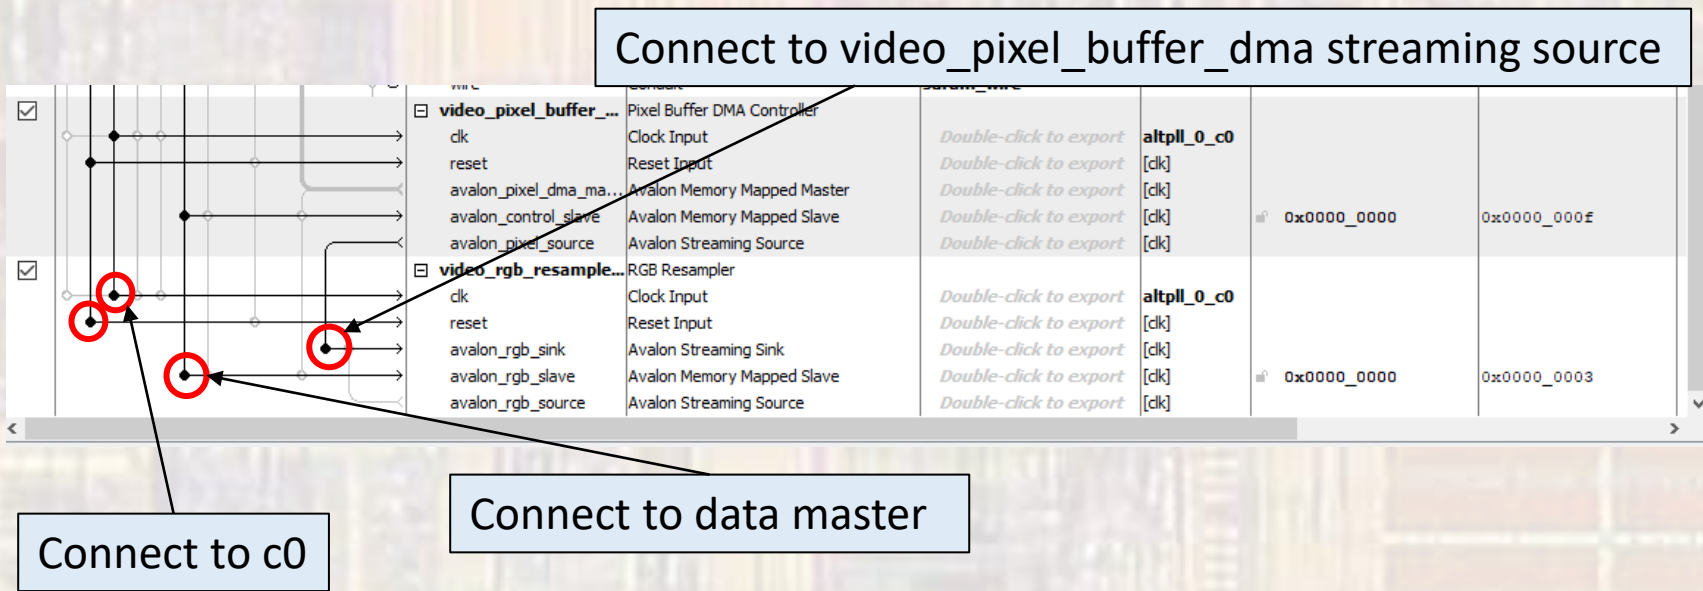 Connect to video_pixel_buffer_dma streaming source
video_pixel_buffer_... Pixel Buffer DMA Controller
clk Clock Input Double-click to export altpll_0_c0
reset Reset Input Double-click to export [clk]
avalon_pixel_dma_ma... Avalon Memory Mapped Master Double-click to export [clk]
avalon_control_slave Avalon Memory Mapped Slave Double-click to export [clk] 0x0000_0000 0x0000_000f
avalon_pixel_source Avalon Streaming Source Double-click to export [clk]
video_rgb_resample... RGB Resampler
clk Clock Input Double-click to export altpll_0_c0
reset Reset Input Double-click to export [clk]
avalon_rgb_sink Avalon Streaming Sink Double-click to export [clk]
avalon_rgb_slave Avalon Memory Mapped Slave Double-click to export [clk] 0x0000_0000 0x0000_0003
avalon_rgb_source Avalon Streaming Source Double-click to export [clk]
Connect to data master
Connect to c0